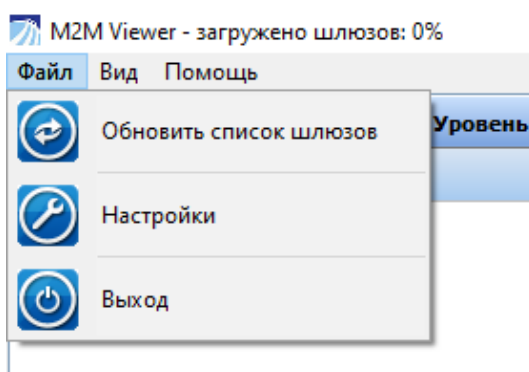 M2M Viewer - загружено шлюзов: 0%
Файл Вид Помощь
Обновить список шлюзов
Уровень
Настройки
Выход